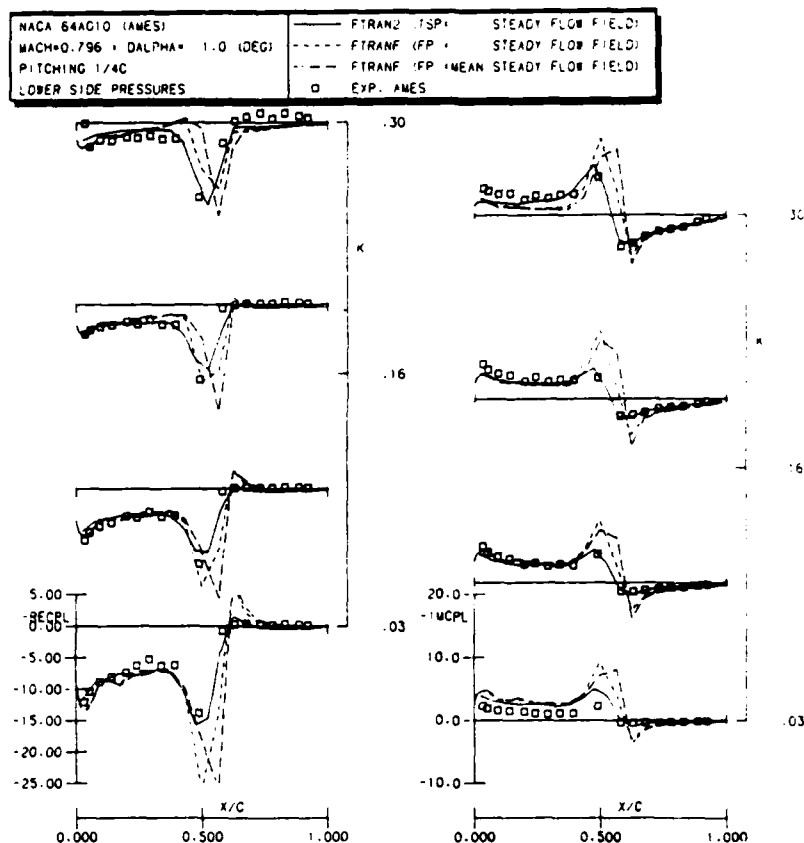 NACA 64A010 (AMES)
MACH=0.796 , DALPHA= 1.0 (DEG)
PITCHING 1/4C
LOWER SIDE PRESSURES
FTRAN2 (TSP+ STEADY FLOW FIELD)
FTRANF (FP + STEADY FLOW FIELD)
FTRANF (FP +MEAN STEADY FLOW FIELD)
EXP. AMES
.30
K
.16
.03
5.00
-RECPL
0.00
-5.00
-10.00
-15.00
-20.00
-25.00
X/C
0.000 0.500 1.000
.30
K
.16
.03
20.0
-IMCPL
10.0
0.0
-10.0
X/C
0.000 0.500 1.000